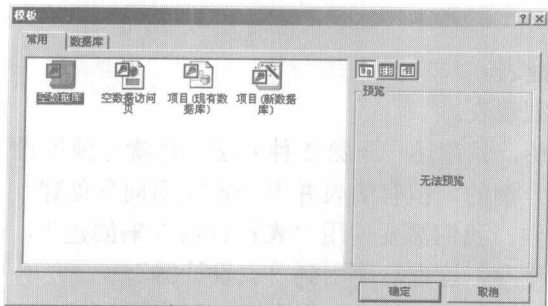 模板
常用 数据库
空数据库
空数据访问页
项目(现有数据库)
项目(新数据库)
预览
无法预览
确定 取消